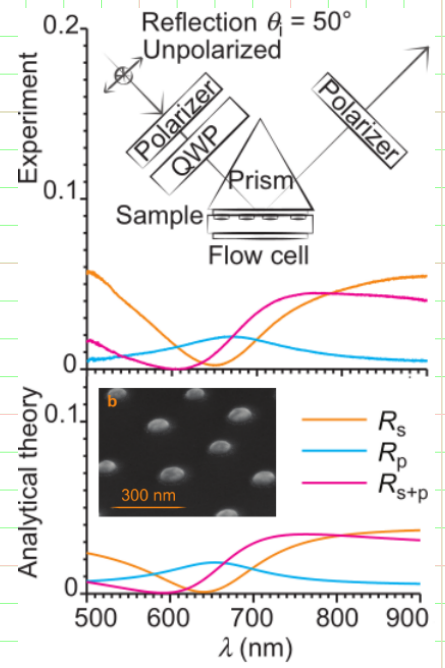 Reflection θi = 50°
Unpolarized
Polarizer
QWP
Polarizer
Prism
Sample
Flow cell
Experiment
0.2
0.1
0
Analytical theory
0.1
0
b
300 nm
Rs
Rp
Rs+p
500 600 700 800 900
λ (nm)